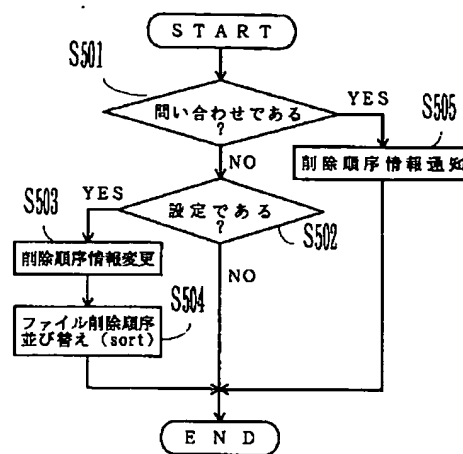 START
S501
問い合わせである
?
YES
S505
削除順序情報通知
NO
YES
設定である
?
S503
S502
削除順序情報変更
NO
S504
ファイル削除順序
並び替え(sort)
END